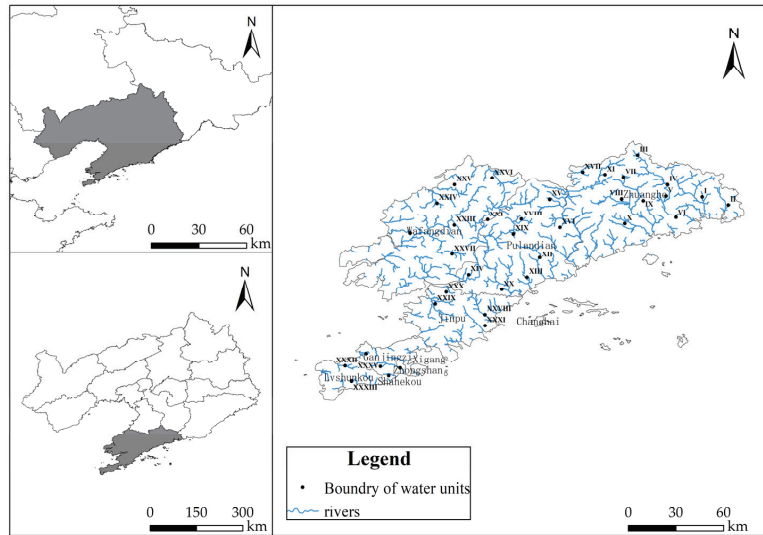 N
0 30 60
km
N
0 150 300
km
N
III
XVII
XI
VII
IV
XXVI
XXV
I
V
VIII
Zhuanghe
IX
II
XXIV
XV
VI
XXIII
XXI
XVIII
X
Wafangdian
XIX
XVI
Pulandian
XXVII
XII
XIV
XIII
XXX
XX
XXIX
Jinpu
XXVIII
XXXI
Changhai
Ganjingzi
Xigang
XXXII
XXXV
Zhongshan
Lvshunkou
Shahekou
XXXIII
Legend
Boundry of water units
rivers
0 30 60
km